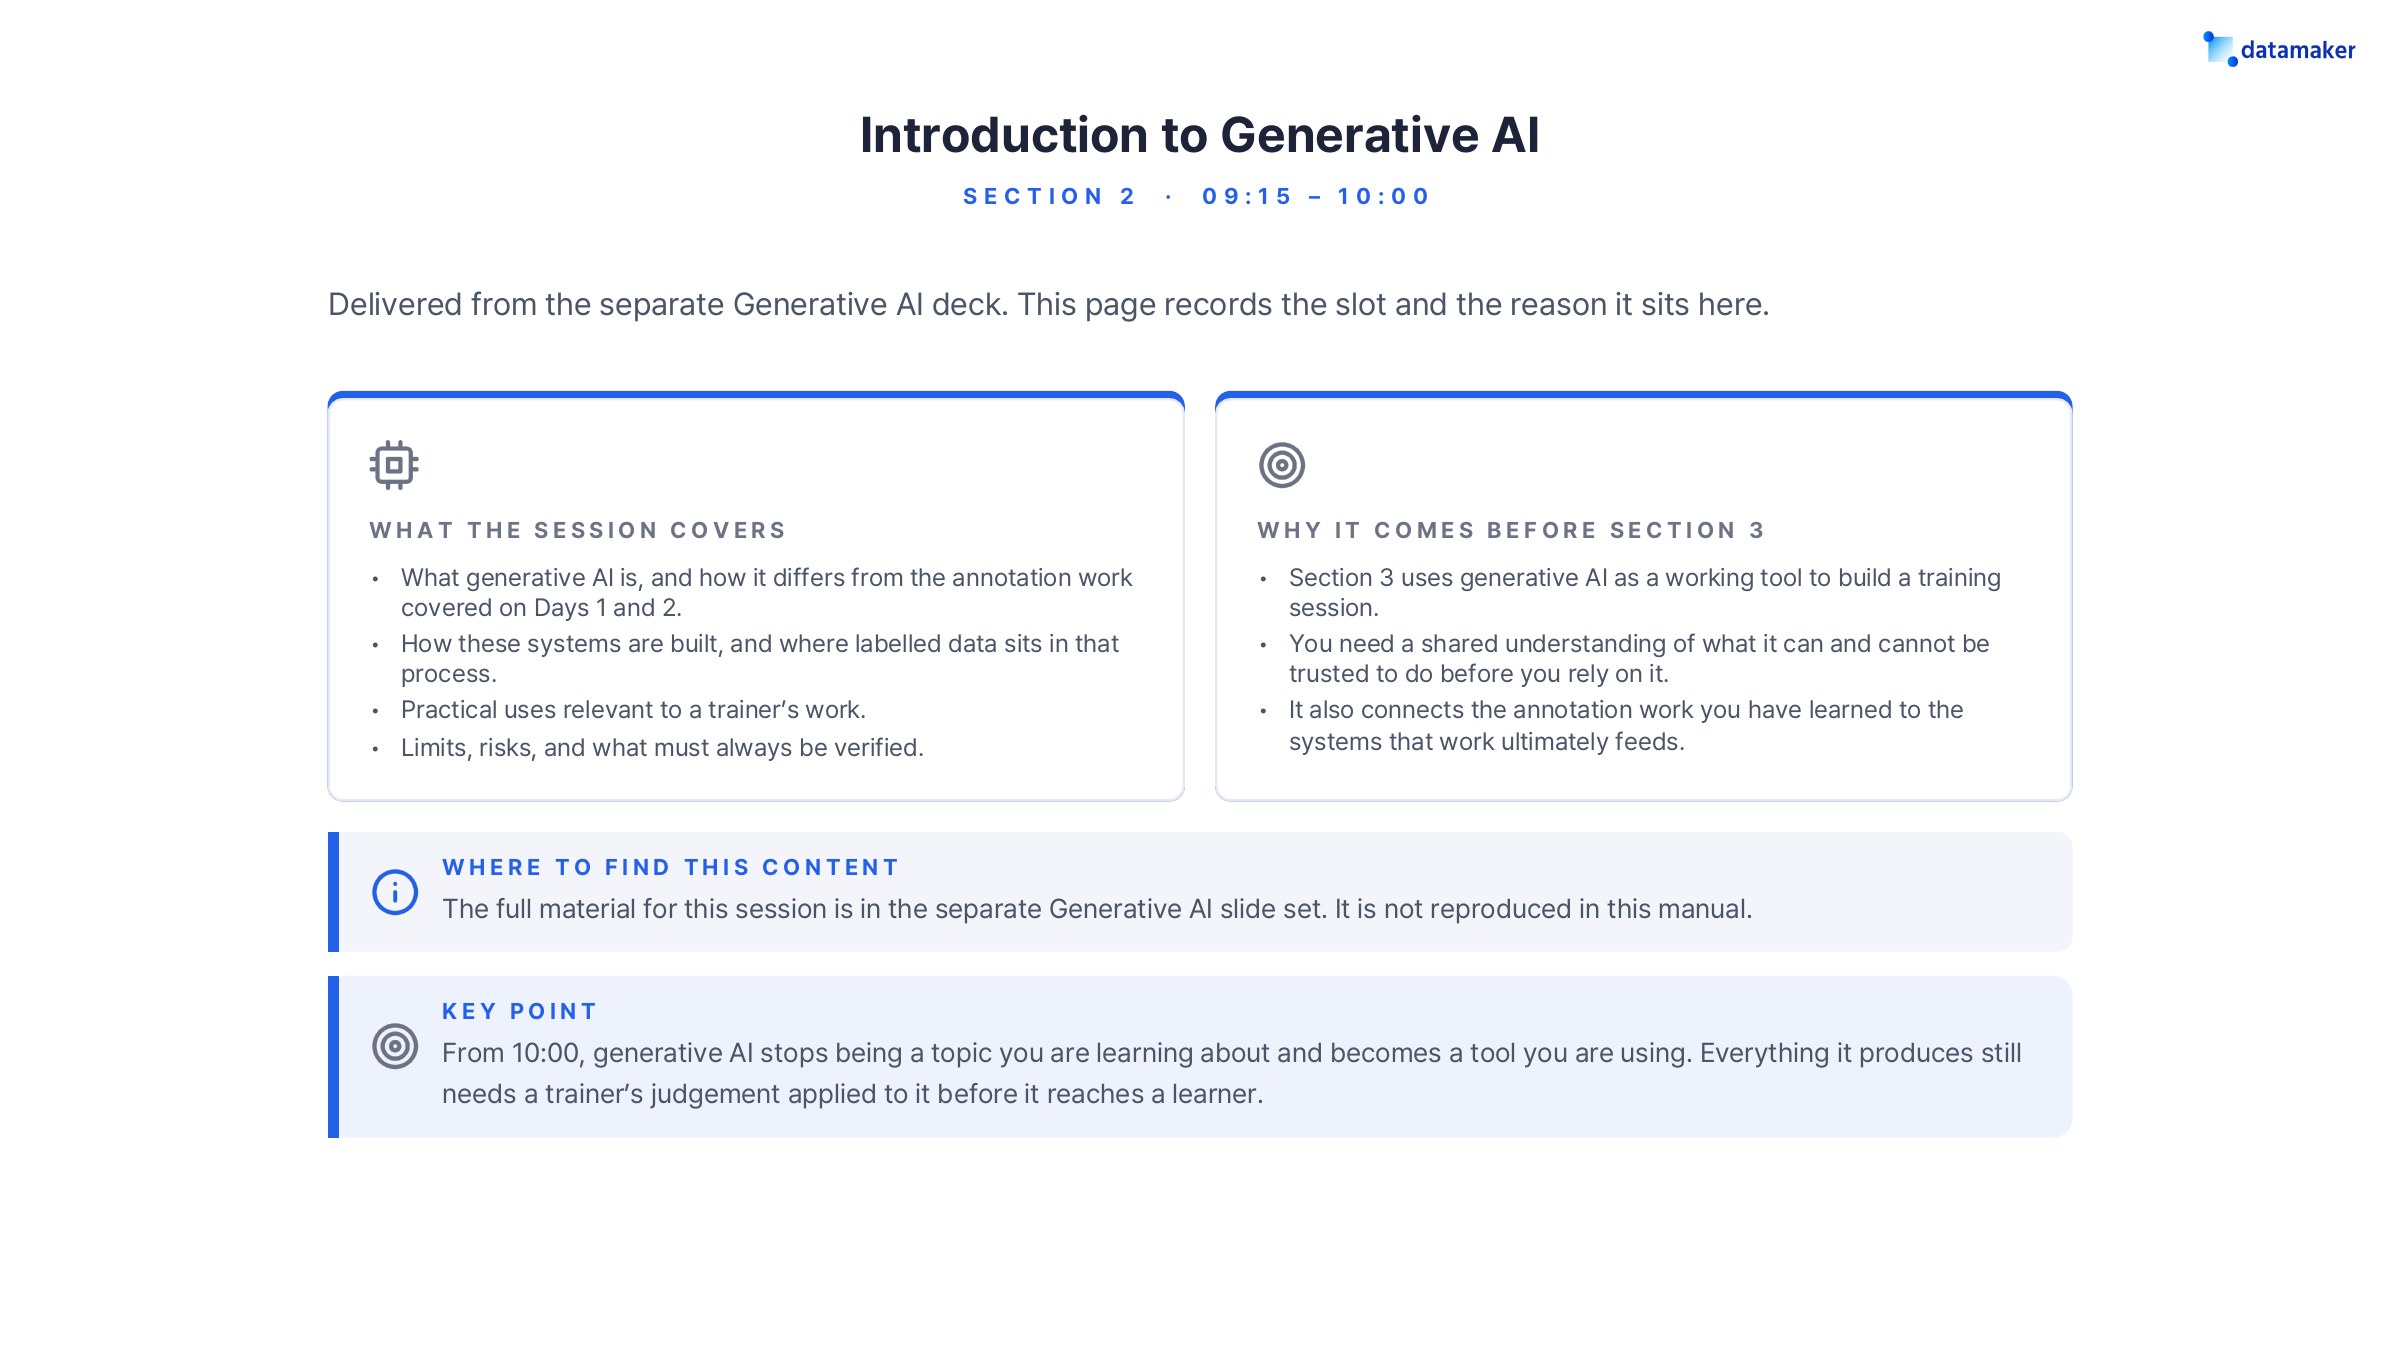 datamaker
Introduction to Generative AI
SECTION 2 · 09:15 – 10:00
Delivered from the separate Generative AI deck. This page records the slot and the reason it sits here.
WHAT THE SESSION COVERS
• What generative AI is, and how it differs from the annotation work
covered on Days 1 and 2.
• How these systems are built, and where labelled data sits in that
process.
• Practical uses relevant to a trainer’s work.
• Limits, risks, and what must always be verified.
WHY IT COMES BEFORE SECTION 3
• Section 3 uses generative AI as a working tool to build a training
session.
• You need a shared understanding of what it can and cannot be
trusted to do before you rely on it.
• It also connects the annotation work you have learned to the
systems that work ultimately feeds.
WHERE TO FIND THIS CONTENT
The full material for this session is in the separate Generative AI slide set. It is not reproduced in this manual.
KEY POINT
From 10:00, generative AI stops being a topic you are learning about and becomes a tool you are using. Everything it produces still
needs a trainer’s judgement applied to it before it reaches a learner.